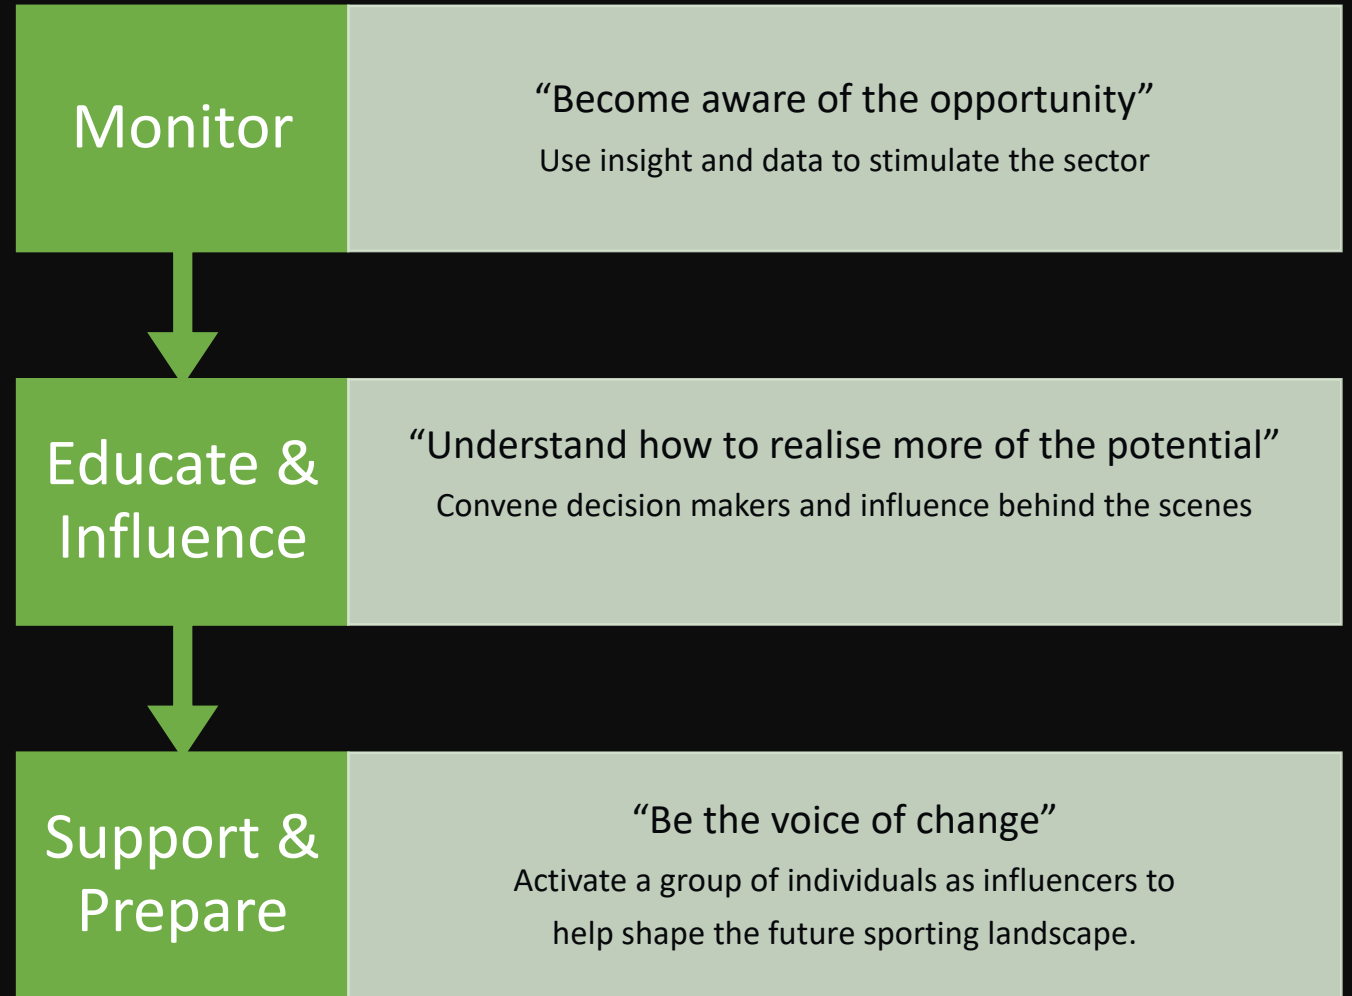 Monitor
“Become aware of the opportunity”
Use insight and data to stimulate the sector
Educate &
Influence
“Understand how to realise more of the potential”
Convene decision makers and influence behind the scenes
Support &
Prepare
“Be the voice of change”
Activate a group of individuals as influencers to
help shape the future sporting landscape.